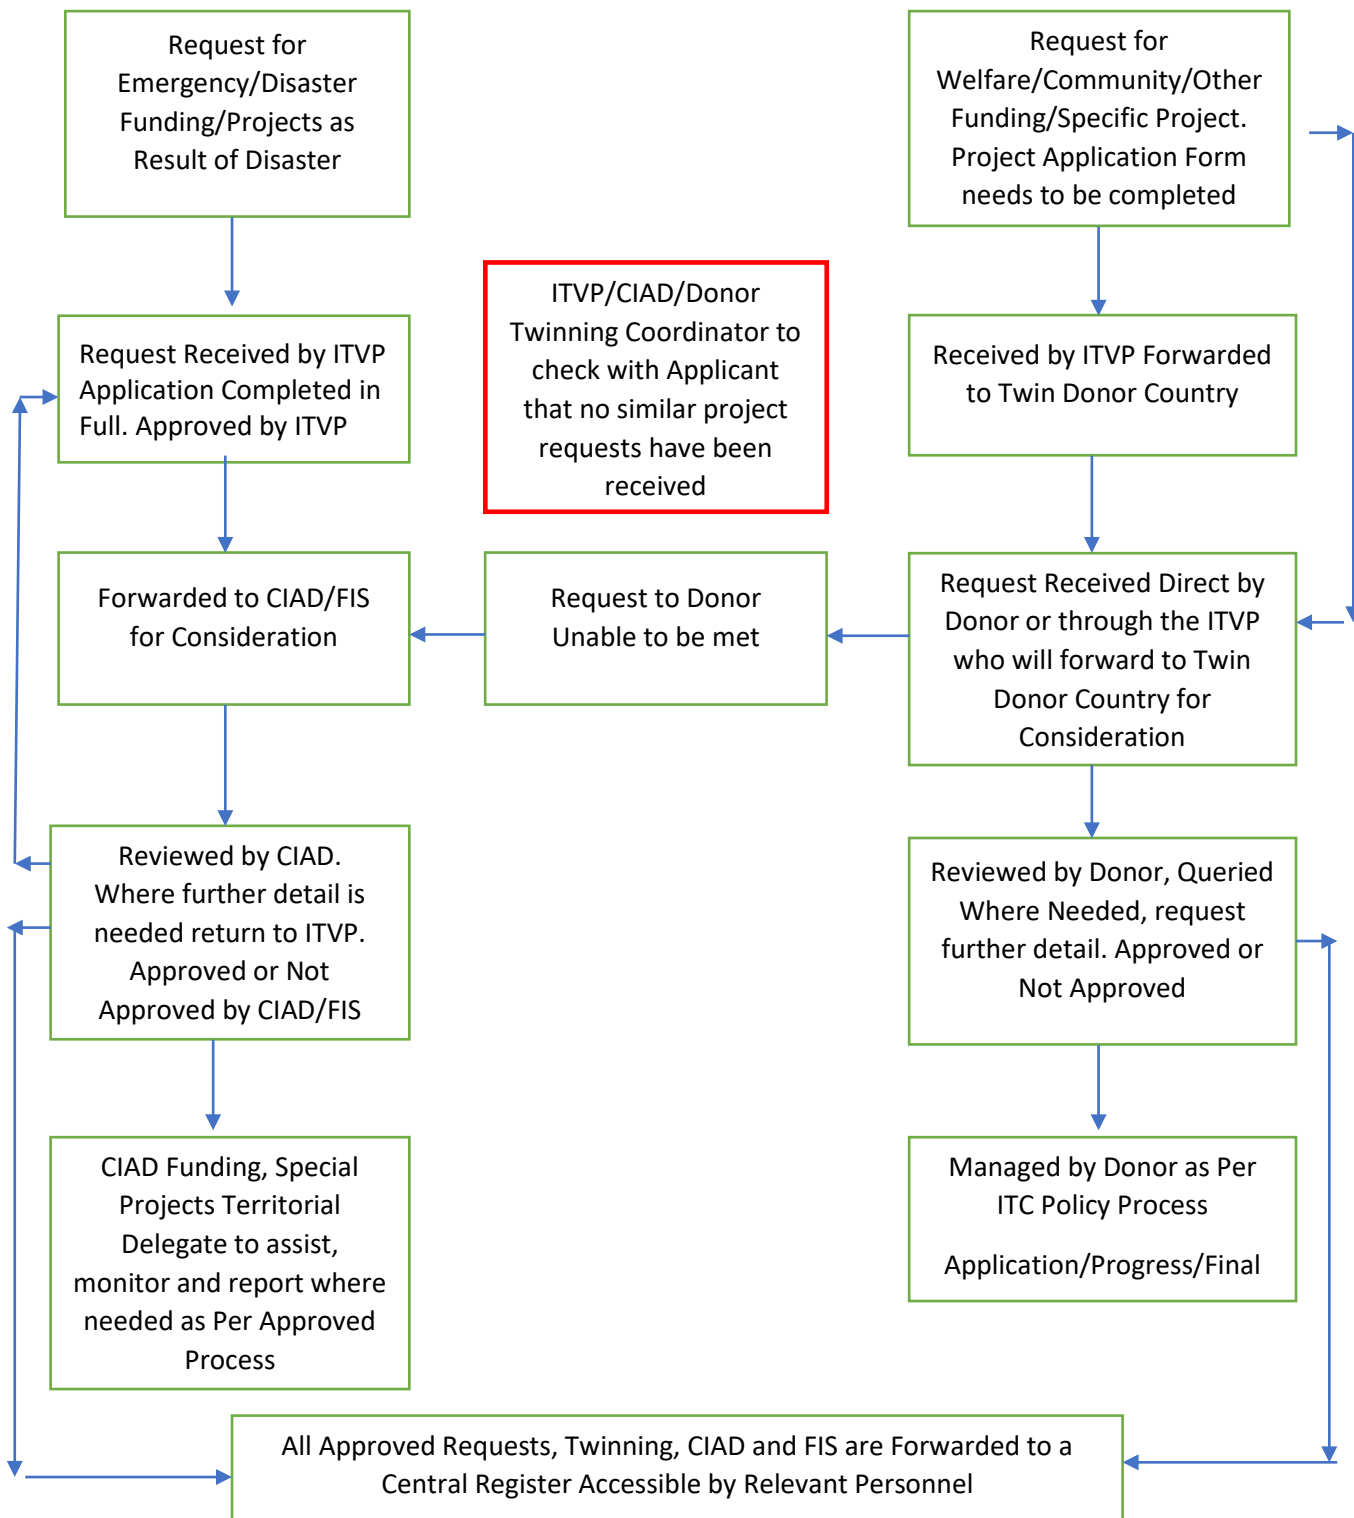 Request for
Emergency/Disaster
Funding/Projects as
Result of Disaster
Request for
Welfare/Community/Other
Funding/Specific Project.
Project Application Form
needs to be completed
ITVP/CIAD/Donor
Twinning Coordinator to
check with Applicant
that no similar project
requests have been
received
Request Received by ITVP
Application Completed in
Full. Approved by ITVP
Received by ITVP Forwarded
to Twin Donor Country
Forwarded to CIAD/FIS
for Consideration
Request to Donor
Unable to be met
Request Received Direct by
Donor or through the ITVP
who will forward to Twin
Donor Country for
Consideration
Reviewed by CIAD.
Where further detail is
needed return to ITVP.
Approved or Not
Approved by CIAD/FIS
Reviewed by Donor, Queried
Where Needed, request
further detail. Approved or
Not Approved
CIAD Funding, Special
Projects Territorial
Delegate to assist,
monitor and report where
needed as Per Approved
Process
Managed by Donor as Per
ITC Policy Process
Application/Progress/Final
All Approved Requests, Twinning, CIAD and FIS are Forwarded to a
Central Register Accessible by Relevant Personnel